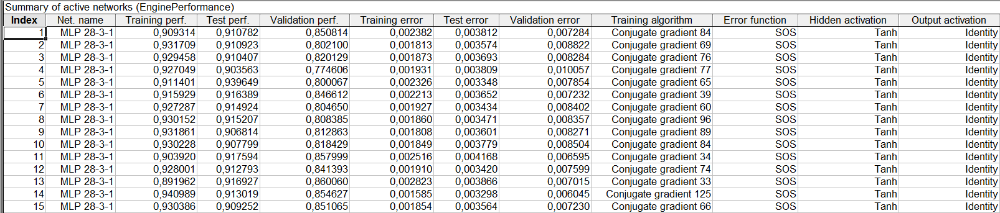 Summary of active networks (EnginePerformance)
Index Net. name Training perf. Test perf. Validation perf. Training error Test error Validation error Training algorithm Error function Hidden activation Output activation
1 MLP 28-3-1 0,909314 0,910782 0,850814 0,002382 0,003812 0,007284 Conjugate gradient 84 SOS Tanh Identity
2 MLP 28-3-1 0,931709 0,910923 0,802100 0,001813 0,003574 0,008822 Conjugate gradient 69 SOS Tanh Identity
3 MLP 28-3-1 0,929458 0,910407 0,820129 0,001873 0,003693 0,008284 Conjugate gradient 76 SOS Tanh Identity
4 MLP 28-3-1 0,927049 0,903563 0,774606 0,001931 0,003809 0,010057 Conjugate gradient 77 SOS Tanh Identity
5 MLP 28-3-1 0,911401 0,939649 0,800067 0,002326 0,003348 0,007854 Conjugate gradient 65 SOS Tanh Identity
6 MLP 28-3-1 0,915929 0,916389 0,846612 0,002213 0,003652 0,007232 Conjugate gradient 39 SOS Tanh Identity
7 MLP 28-3-1 0,927287 0,914924 0,804650 0,001927 0,003434 0,008402 Conjugate gradient 60 SOS Tanh Identity
8 MLP 28-3-1 0,930152 0,915207 0,808385 0,001860 0,003471 0,008357 Conjugate gradient 96 SOS Tanh Identity
9 MLP 28-3-1 0,931861 0,906814 0,812863 0,001808 0,003601 0,008271 Conjugate gradient 89 SOS Tanh Identity
10 MLP 28-3-1 0,930228 0,907799 0,818429 0,001849 0,003779 0,008504 Conjugate gradient 84 SOS Tanh Identity
11 MLP 28-3-1 0,903920 0,917594 0,857999 0,002516 0,004168 0,006595 Conjugate gradient 34 SOS Tanh Identity
12 MLP 28-3-1 0,928001 0,912793 0,841393 0,001910 0,003420 0,007599 Conjugate gradient 74 SOS Tanh Identity
13 MLP 28-3-1 0,891962 0,916927 0,860060 0,002823 0,003866 0,007015 Conjugate gradient 33 SOS Tanh Identity
14 MLP 28-3-1 0,940989 0,913019 0,854627 0,001585 0,003298 0,006045 Conjugate gradient 125 SOS Tanh Identity
15 MLP 28-3-1 0,930386 0,909252 0,851065 0,001854 0,003564 0,007230 Conjugate gradient 66 SOS Tanh Identity